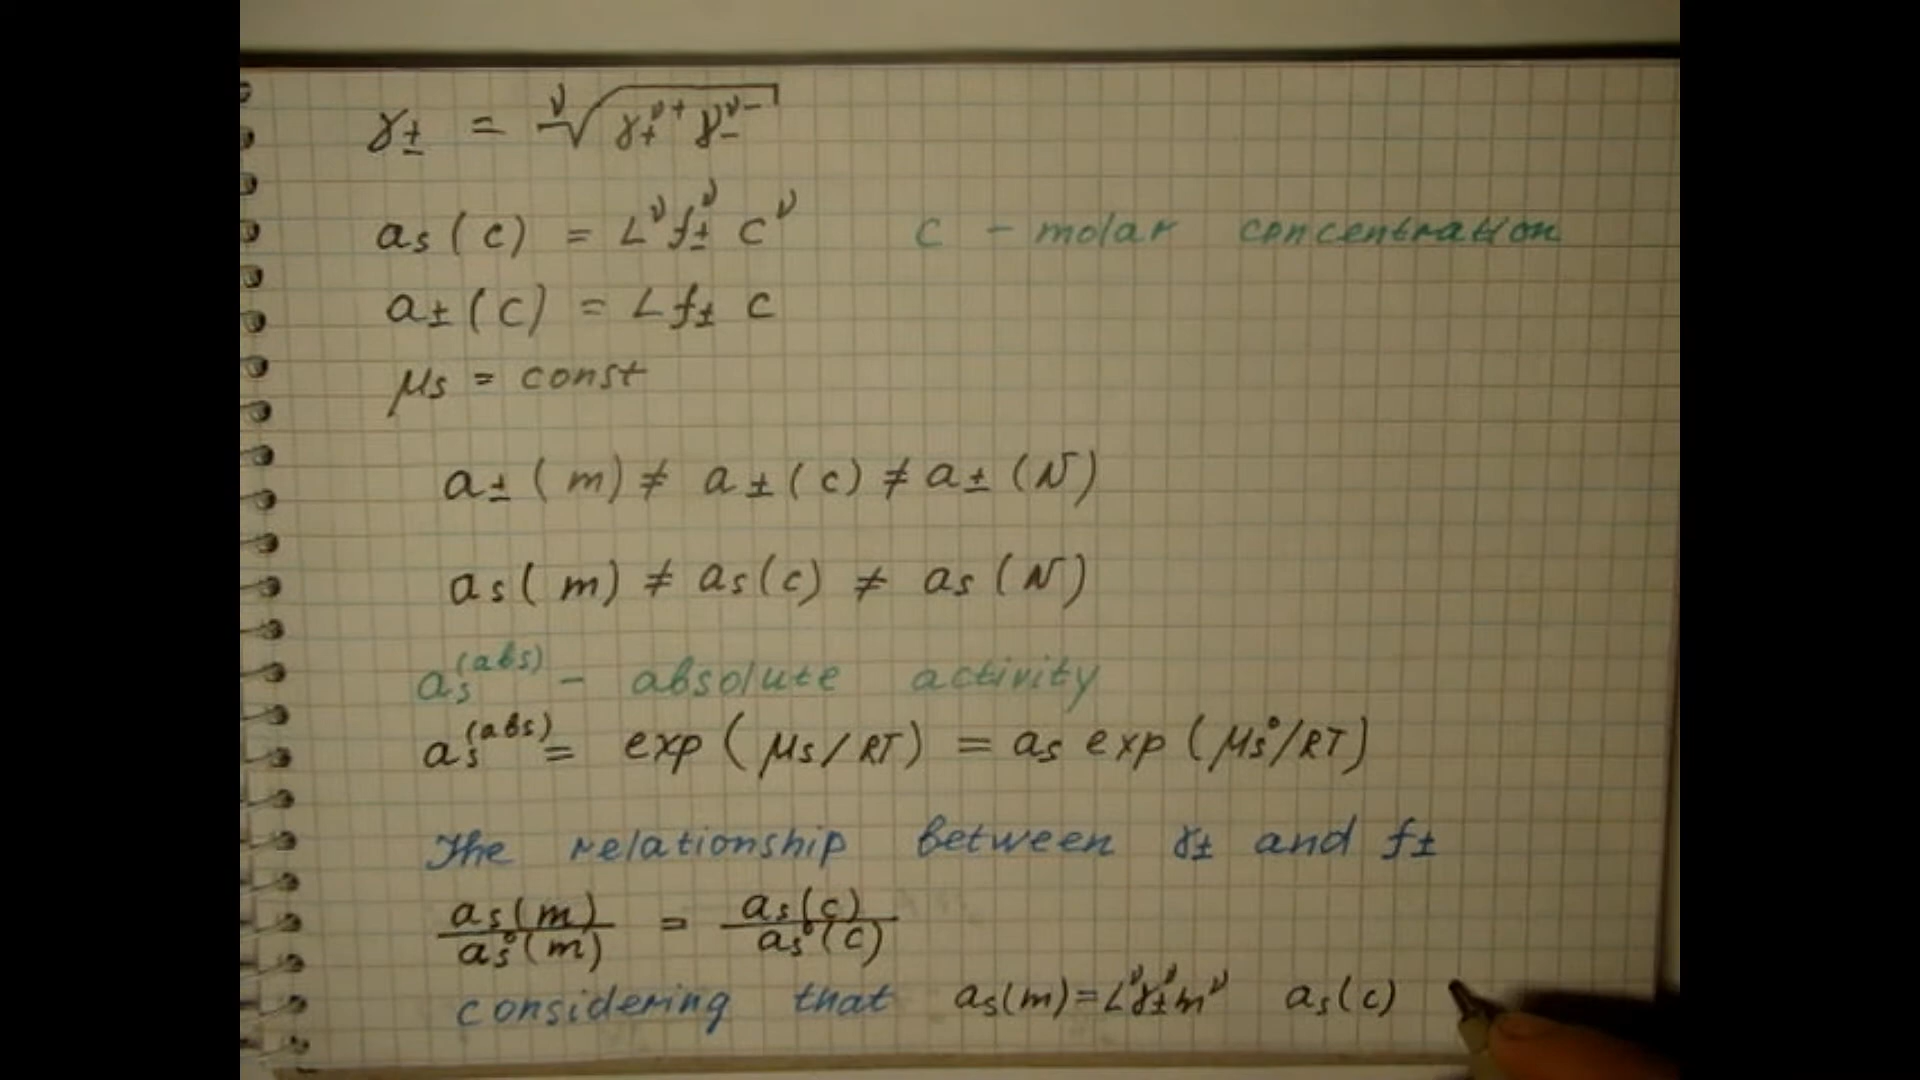 γ± = ᵛ√(γ₊^ν+ γ₋^ν−)
as(c) = L^ν f±^ν c^ν c - molar concentration
a±(c) = L f± c
μs = const
a±(m) ≠ a±(c) ≠ a±(N)
as(m) ≠ as(c) ≠ as(N)
as^(abs) - absolute activity
as^(abs) = exp(μs/RT) = as exp(μs°/RT)
The relationship between γ± and f±
as(m)/as°(m) = as(c)/as°(c)
considering that as(m)=L^ν γ±^ν m^ν as(c)